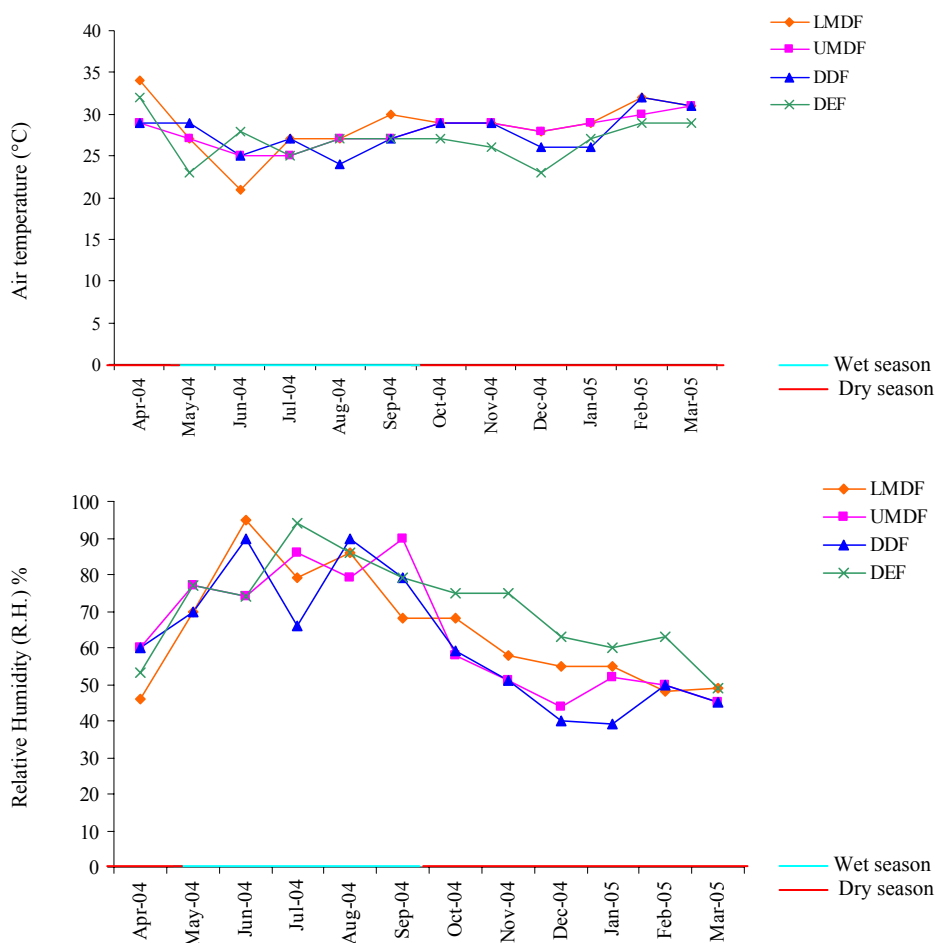 40
35
30
25
20
15
10
5
0
Air temperature (°C)
Apr-04
May-04
Jun-04
Jul-04
Aug-04
Sep-04
Oct-04
Nov-04
Dec-04
Jan-05
Feb-05
Mar-05
LMDF
UMDF
DDF
DEF
Wet season
Dry season
100
90
80
70
60
50
40
30
20
10
0
Relative Humidity (R.H.) %
Apr-04
May-04
Jun-04
Jul-04
Aug-04
Sep-04
Oct-04
Nov-04
Dec-04
Jan-05
Feb-05
Mar-05
LMDF
UMDF
DDF
DEF
Wet season
Dry season